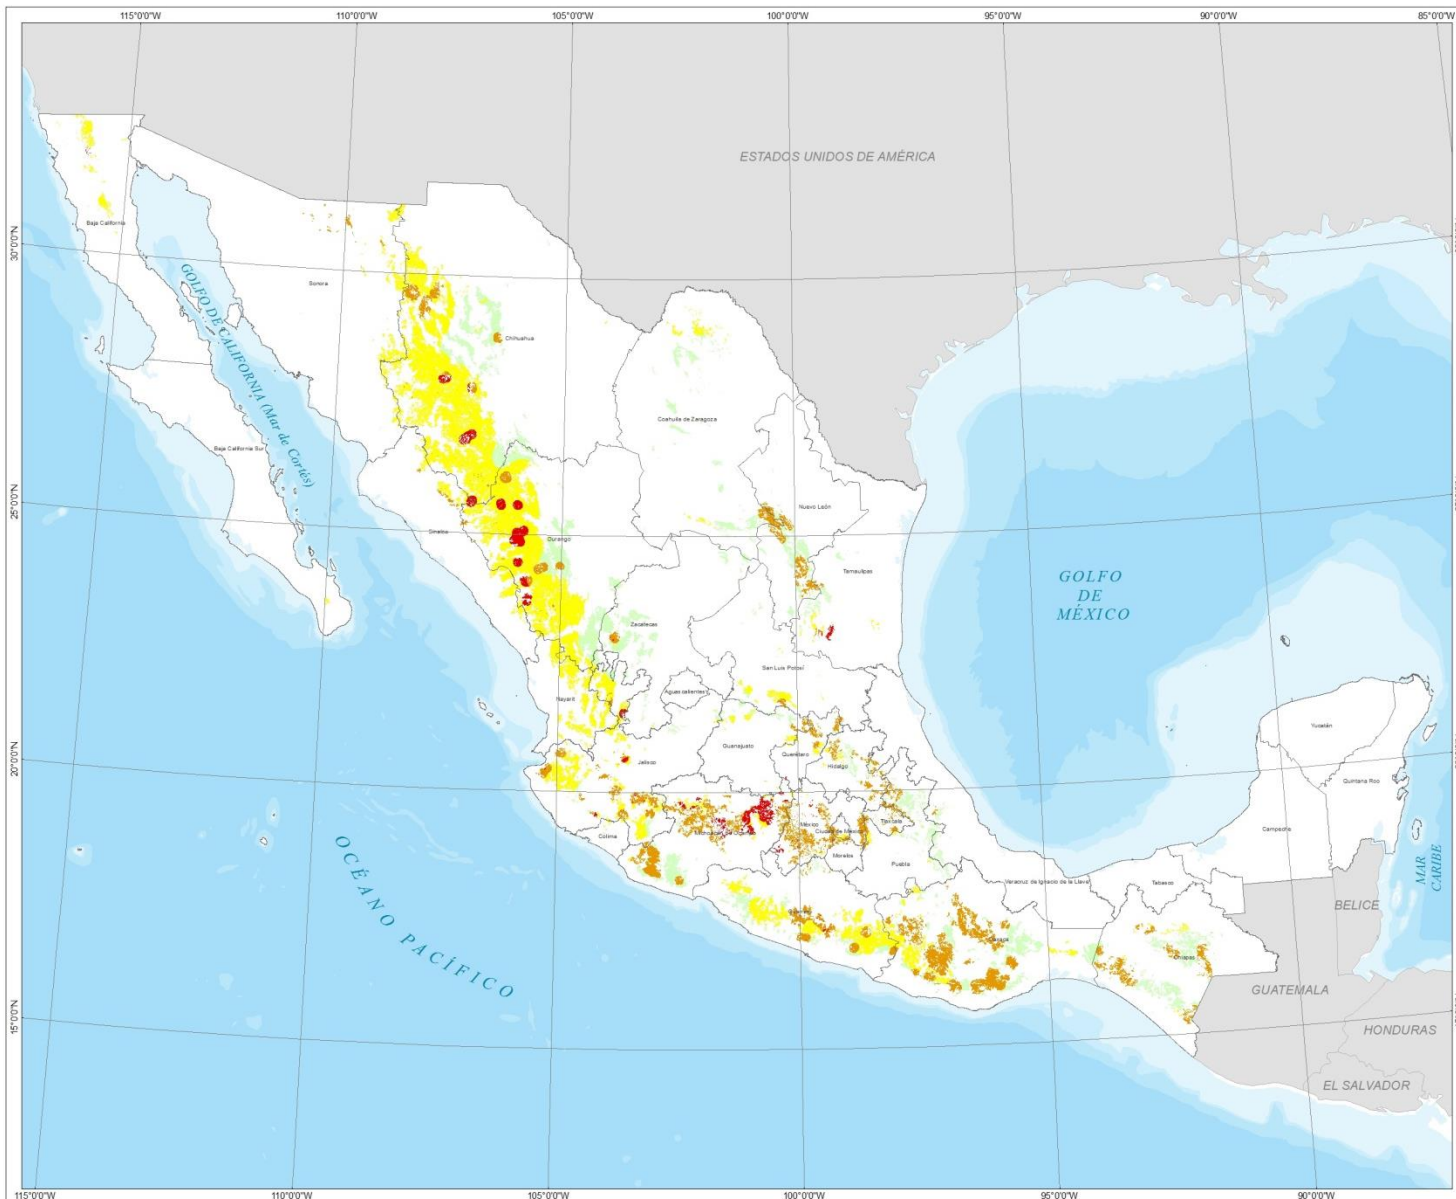 115°0'0"W 110°0'0"W 105°0'0"W 100°0'0"W 95°0'0"W 90°0'0"W 85°0'0"W
ESTADOS UNIDOS DE AMÉRICA
Baja California
30°0'0"N
Sonora
GOLFO DE CALIFORNIA (Mar de Cortés)
Chihuahua
Coahuila de Zaragoza
Baja California Sur
25°0'0"N
Nuevo León
Sinaloa
Durango
Tamaulipas
GOLFO
DE
MÉXICO
Zacatecas
San Luis Potosí
Nayarit
Aguascalientes
Yucatán
20°0'0"N
Guanajuato
Querétaro
Jalisco
Hidalgo
Quintana Roo
Colima
Michoacán de Ocampo
México
Ciudad de México
Tlaxcala
Campeche
Morelos
Puebla
MAR
CARIBE
Veracruz de Ignacio de la Llave
Tabasco
BELICE
Guerrero
Oaxaca
Chiapas
OCÉANO PACÍFICO
GUATEMALA
15°0'0"N
HONDURAS
EL SALVADOR
115°0'0"W 110°0'0"W 105°0'0"W 100°0'0"W 95°0'0"W 90°0'0"W